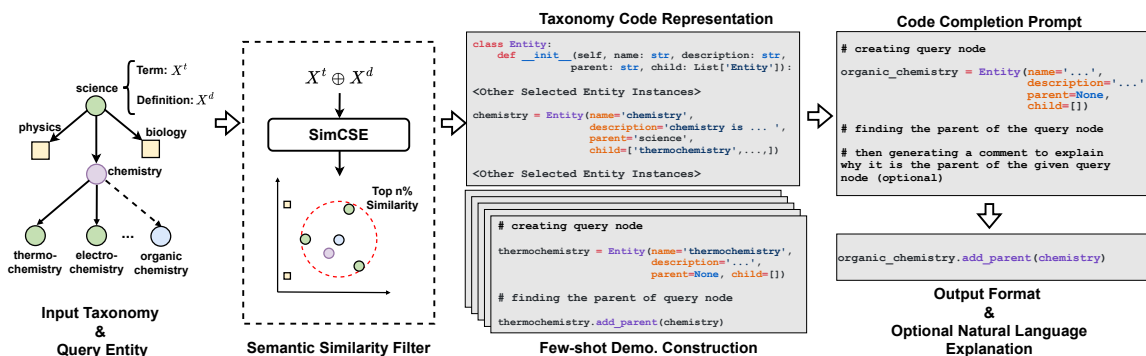 science
Term: X^t
Definition: X^d
physics
biology
chemistry
...
thermo-
chemistry
electro-
chemistry
organic
chemistry
Input Taxonomy
&
Query Entity
X^t ⊕ X^d
SimCSE
Top n%
Similarity
Semantic Similarity Filter
Taxonomy Code Representation
class Entity:
def __init__(self, name: str, description: str,
parent: str, child: List['Entity']):
<Other Selected Entity Instances>
chemistry = Entity(name='chemistry',
description='chemistry is ... ',
parent='science',
child=['thermochemistry',...,])
<Other Selected Entity Instances>
# creating query node
thermochemistry = Entity(name='thermochemistry',
description='...',
parent=None, child=[])
# finding the parent of query node
thermochemistry.add_parent(chemistry)
Few-shot Demo. Construction
Code Completion Prompt
# creating query node
organic_chemistry = Entity(name='...',
description='...'
parent=None,
child=[])
# finding the parent of the query node
# then generating a comment to explain
why it is the parent of the given query
node (optional)
organic_chemistry.add_parent(chemistry)
Output Format
&
Optional Natural Language
Explanation